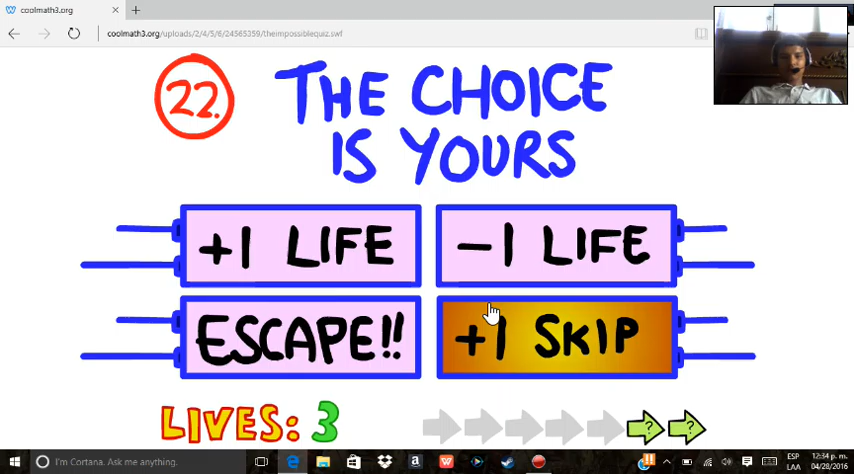 coolmath3.org
coolmath3.org/uploads/2/4/5/6/24565359/theimpossiblequiz.swf
22.
THE CHOICE
IS YOURS
+1 LIFE
-1 LIFE
ESCAPE!!
+1 SKIP
LIVES: 3
? ?
I'm Cortana. Ask me anything.
ESP
LAA
12:34 p. m.
04/28/2016